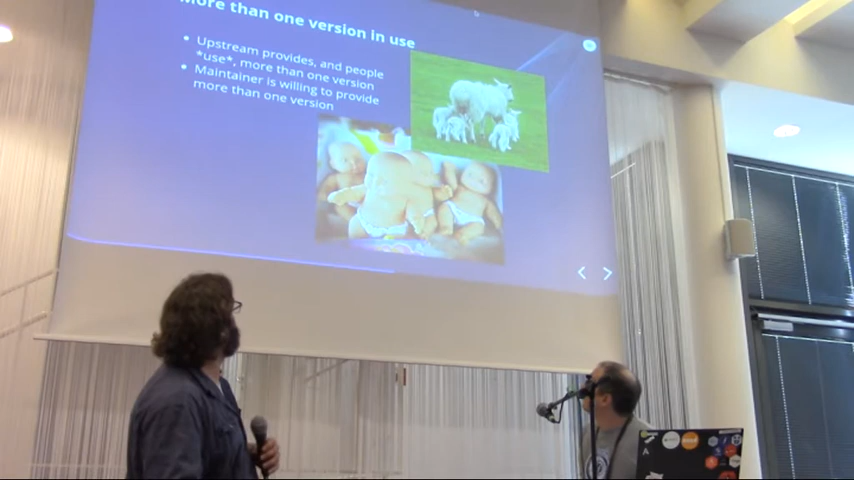 More than one version in use
Upstream provides, and people
*use*, more than one version
Maintainer is willing to provide
more than one version